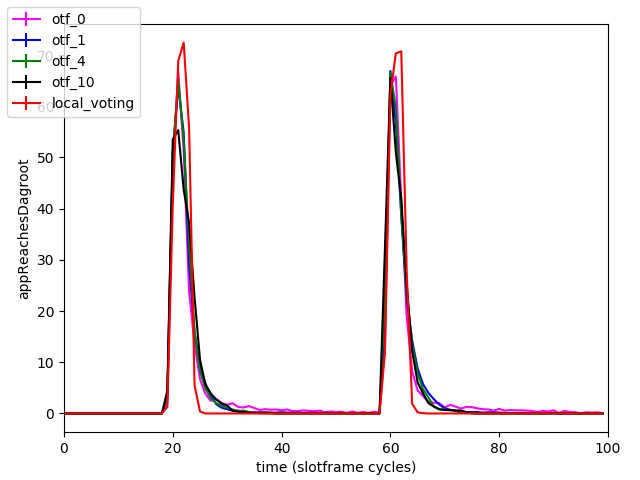 otf_0
otf_1
otf_4
otf_10
local_voting
70
60
50
40
30
20
10
0
appReachesDagroot
0 20 40 60 80 100
time (slotframe cycles)